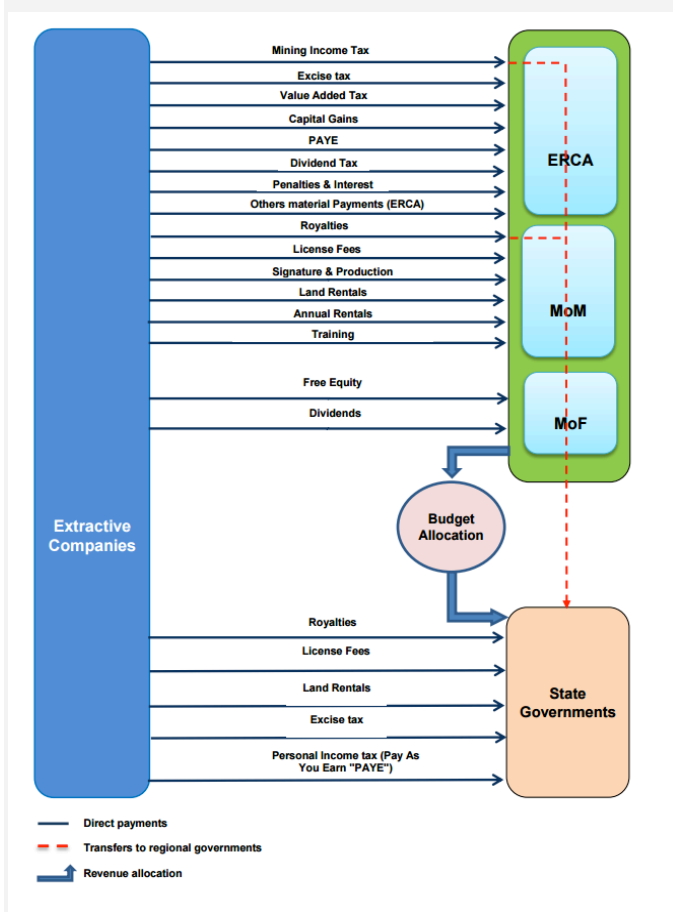 Mining Income Tax
Excise tax
Value Added Tax
Capital Gains
PAYE
Dividend Tax
Penalties & Interest
Others material Payments (ERCA)
Royalties
License Fees
Signature & Production
Land Rentals
Annual Rentals
Training
Free Equity
Dividends
ERCA
MoM
MoF
Extractive
Companies
Budget
Allocation
Royalties
License Fees
Land Rentals
Excise tax
Personal Income tax (Pay As
You Earn "PAYE")
State
Governments
Direct payments
Transfers to regional governments
Revenue allocation